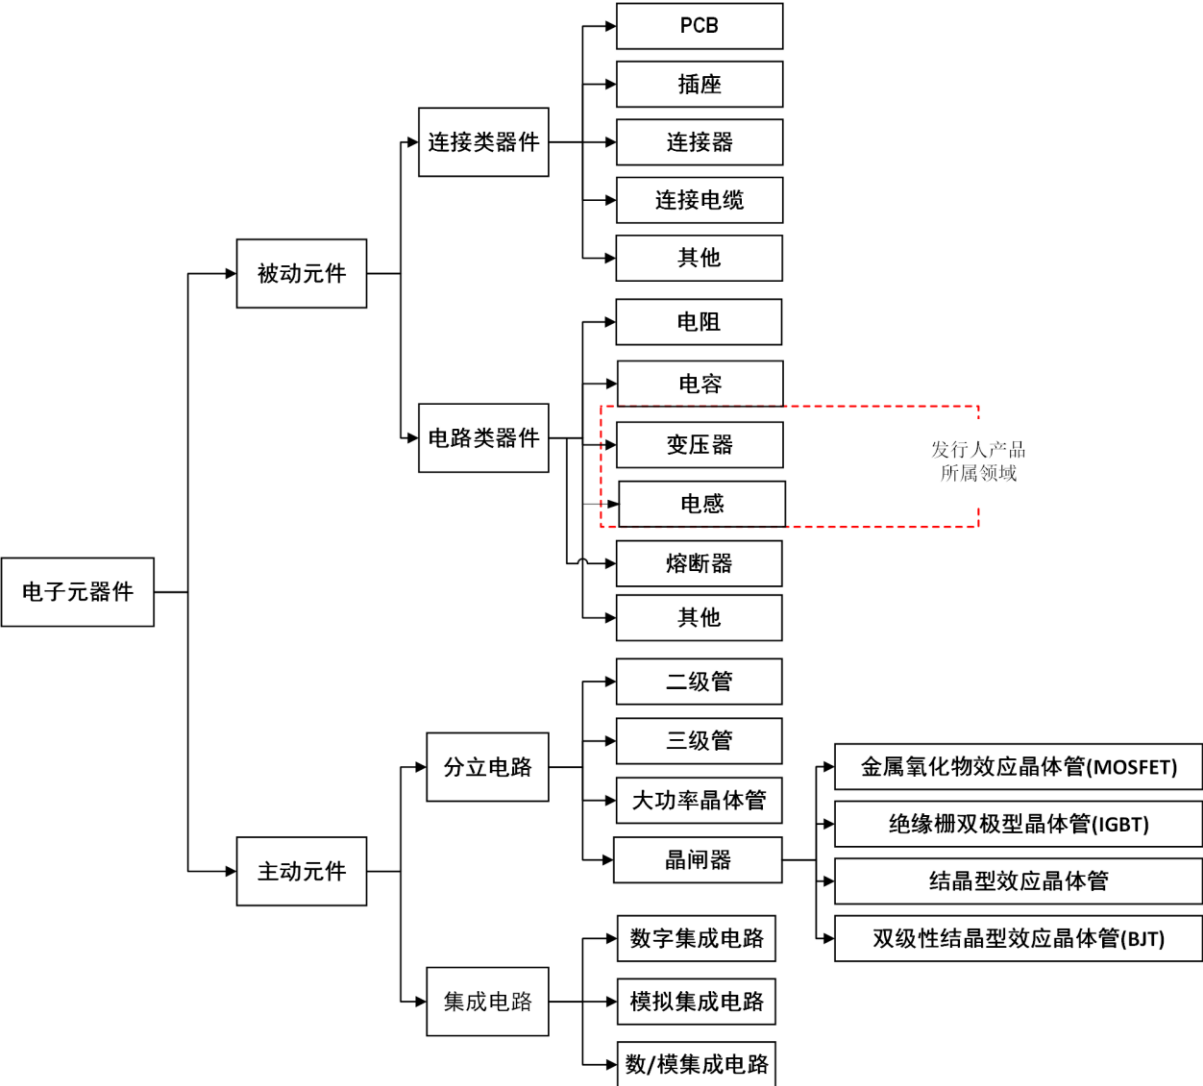 PCB
插座
连接类器件
连接器
连接电缆
其他
被动元件
电阻
电容
电路类器件
变压器
发行人产品
所属领域
电感
熔断器
电子元器件
其他
二级管
三级管
分立电路
金属氧化物效应晶体管(MOSFET)
大功率晶体管
绝缘栅双极型晶体管(IGBT)
晶闸器
主动元件
结晶型效应晶体管
数字集成电路
双级性结晶型效应晶体管(BJT)
集成电路
模拟集成电路
数/模集成电路